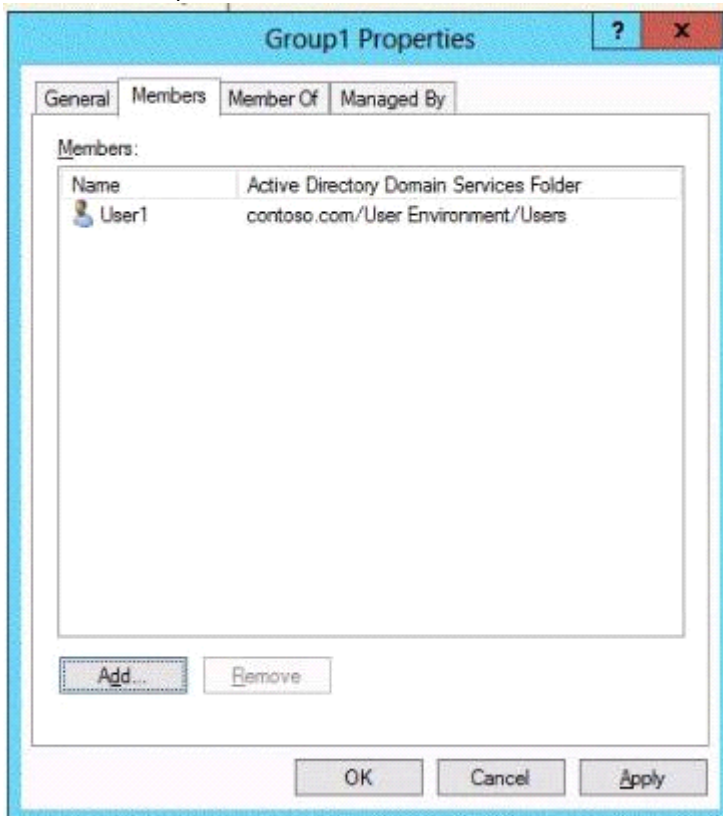 Group1 Properties
? x
General Members Member Of Managed By
Members:
Name Active Directory Domain Services Folder
User1 contoso.com/User Environment/Users
Add... Remove
OK Cancel Apply